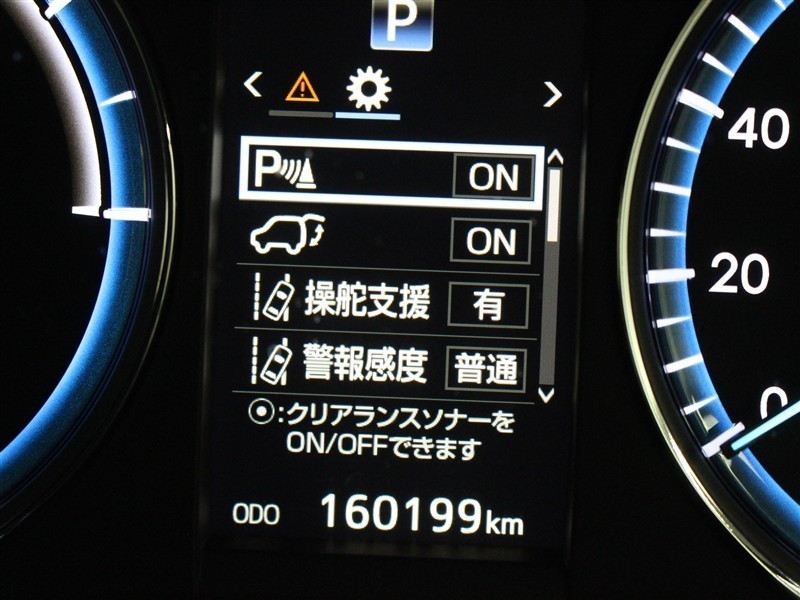 P
P ON
ON
操舵支援 有
警報感度 普通
:クリアランスソナーを
ON/OFFできます
ODO 160199km
40
20
0